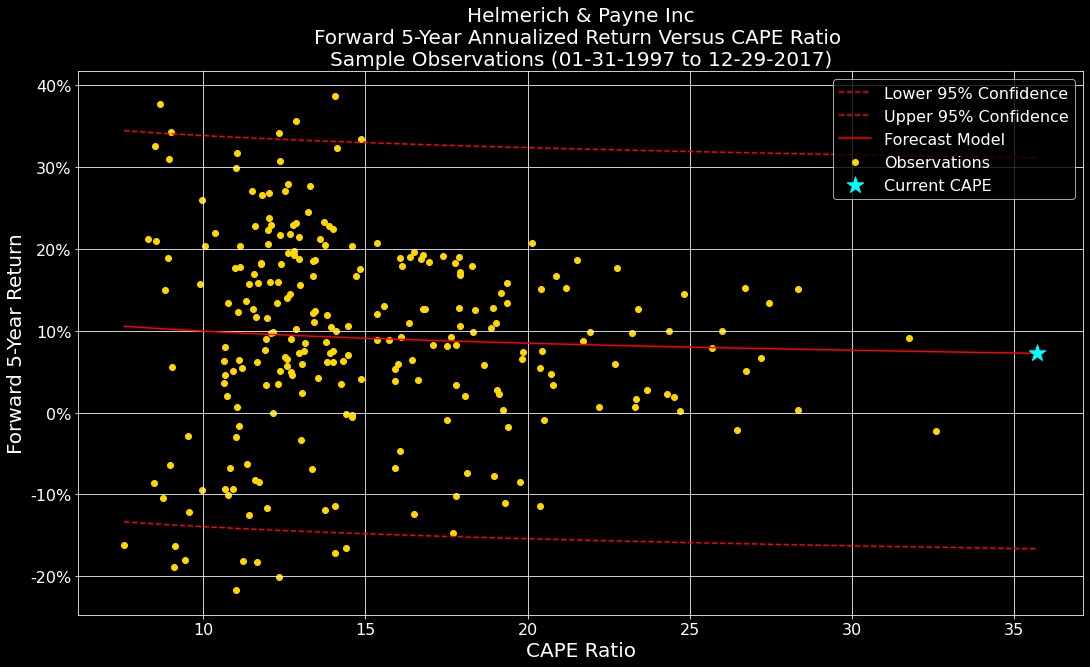 Helmerich & Payne Inc
Forward 5-Year Annualized Return Versus CAPE Ratio
Sample Observations (01-31-1997 to 12-29-2017)
Lower 95% Confidence
Upper 95% Confidence
Forecast Model
Observations
Current CAPE
Forward 5-Year Return
40%
30%
20%
10%
0%
-10%
-20%
10 15 20 25 30 35
CAPE Ratio